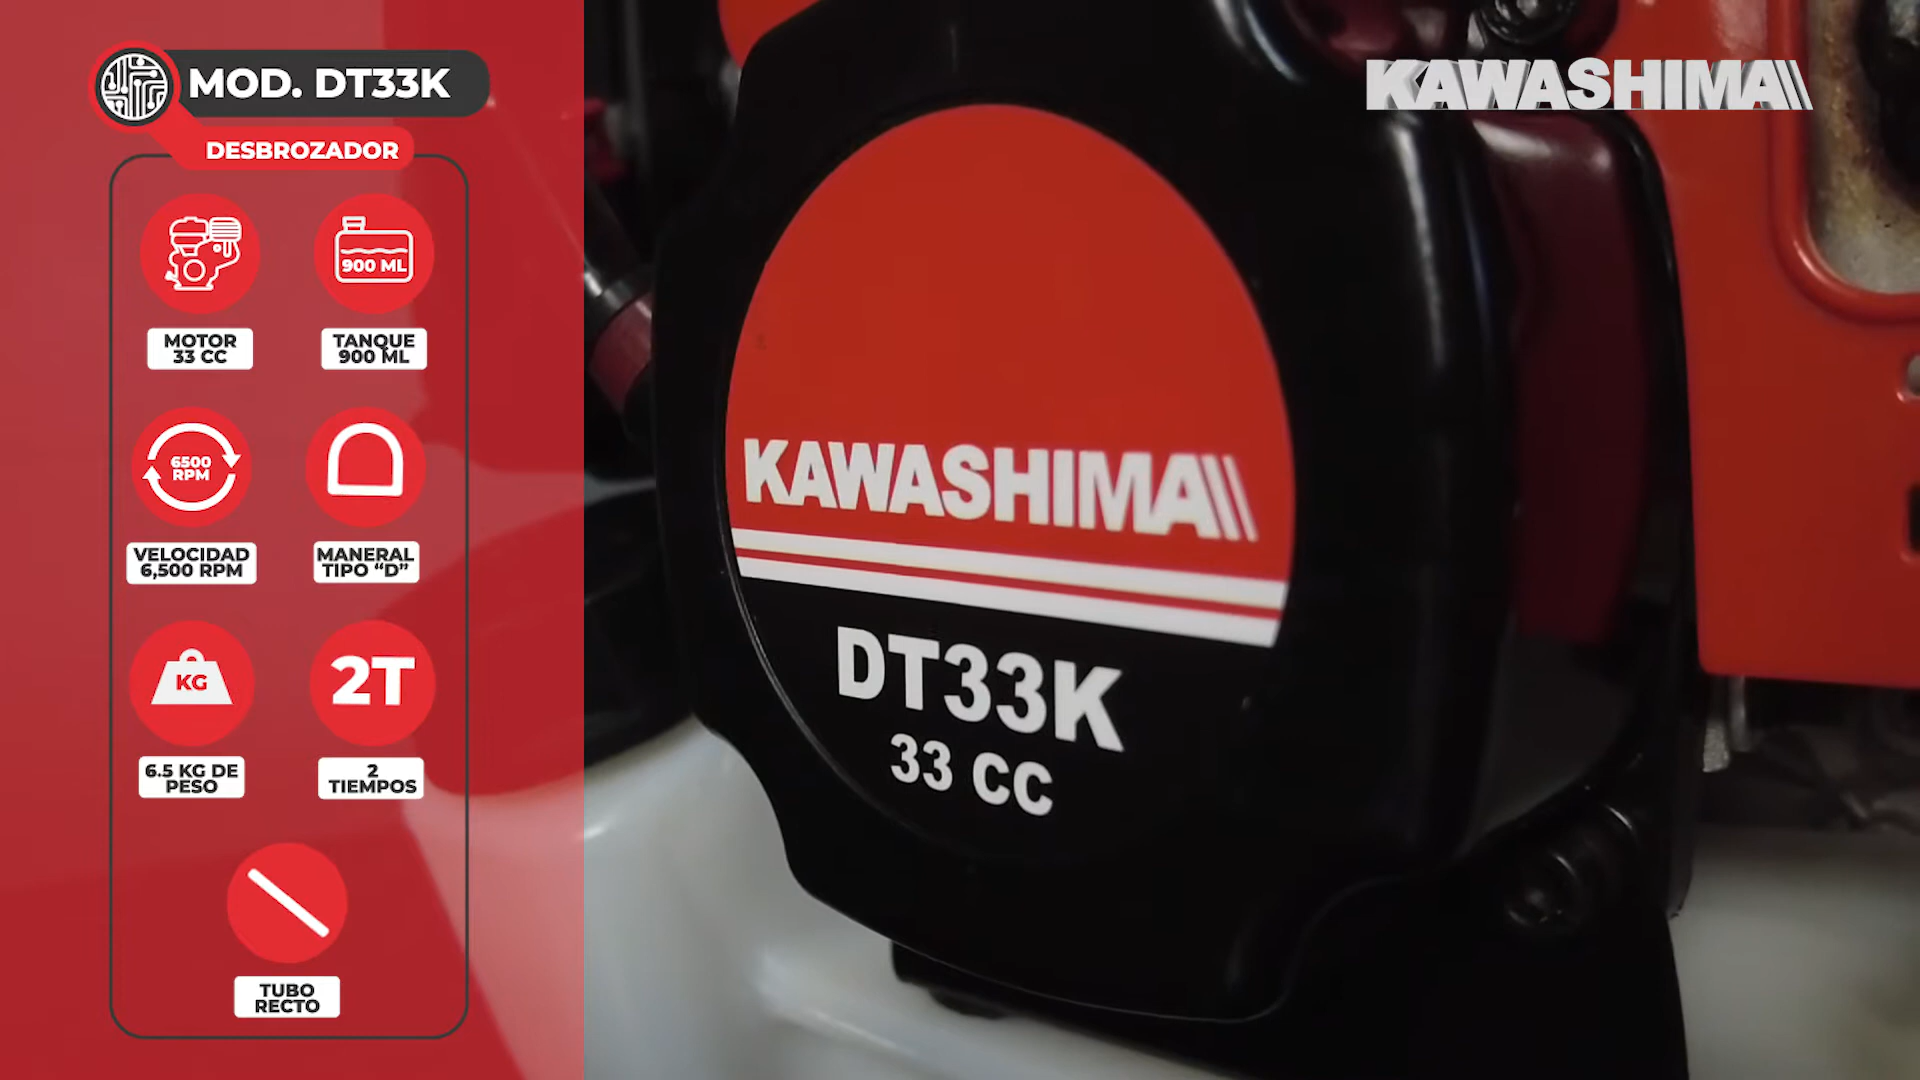 MOD. DT33K
DESBROZADOR
900 ML
MOTOR
33 CC
TANQUE
900 ML
6500
RPM
VELOCIDAD
6,500 RPM
MANERAL
TIPO “D”
KG
2T
6.5 KG DE
PESO
2
TIEMPOS
TUBO
RECTO
KAWASHIMA
KAWASHIMA
DT33K
33 CC